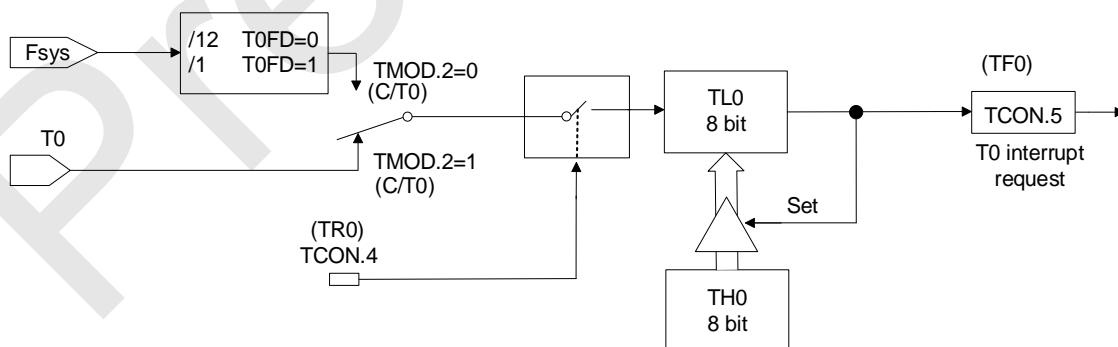 Fsys
/12 T0FD=0
/1 T0FD=1
TMOD.2=0
(C/T0)
T0
TMOD.2=1
(C/T0)
(TR0)
TCON.4
TL0
8 bit
Set
TH0
8 bit
(TF0)
TCON.5
T0 interrupt
request